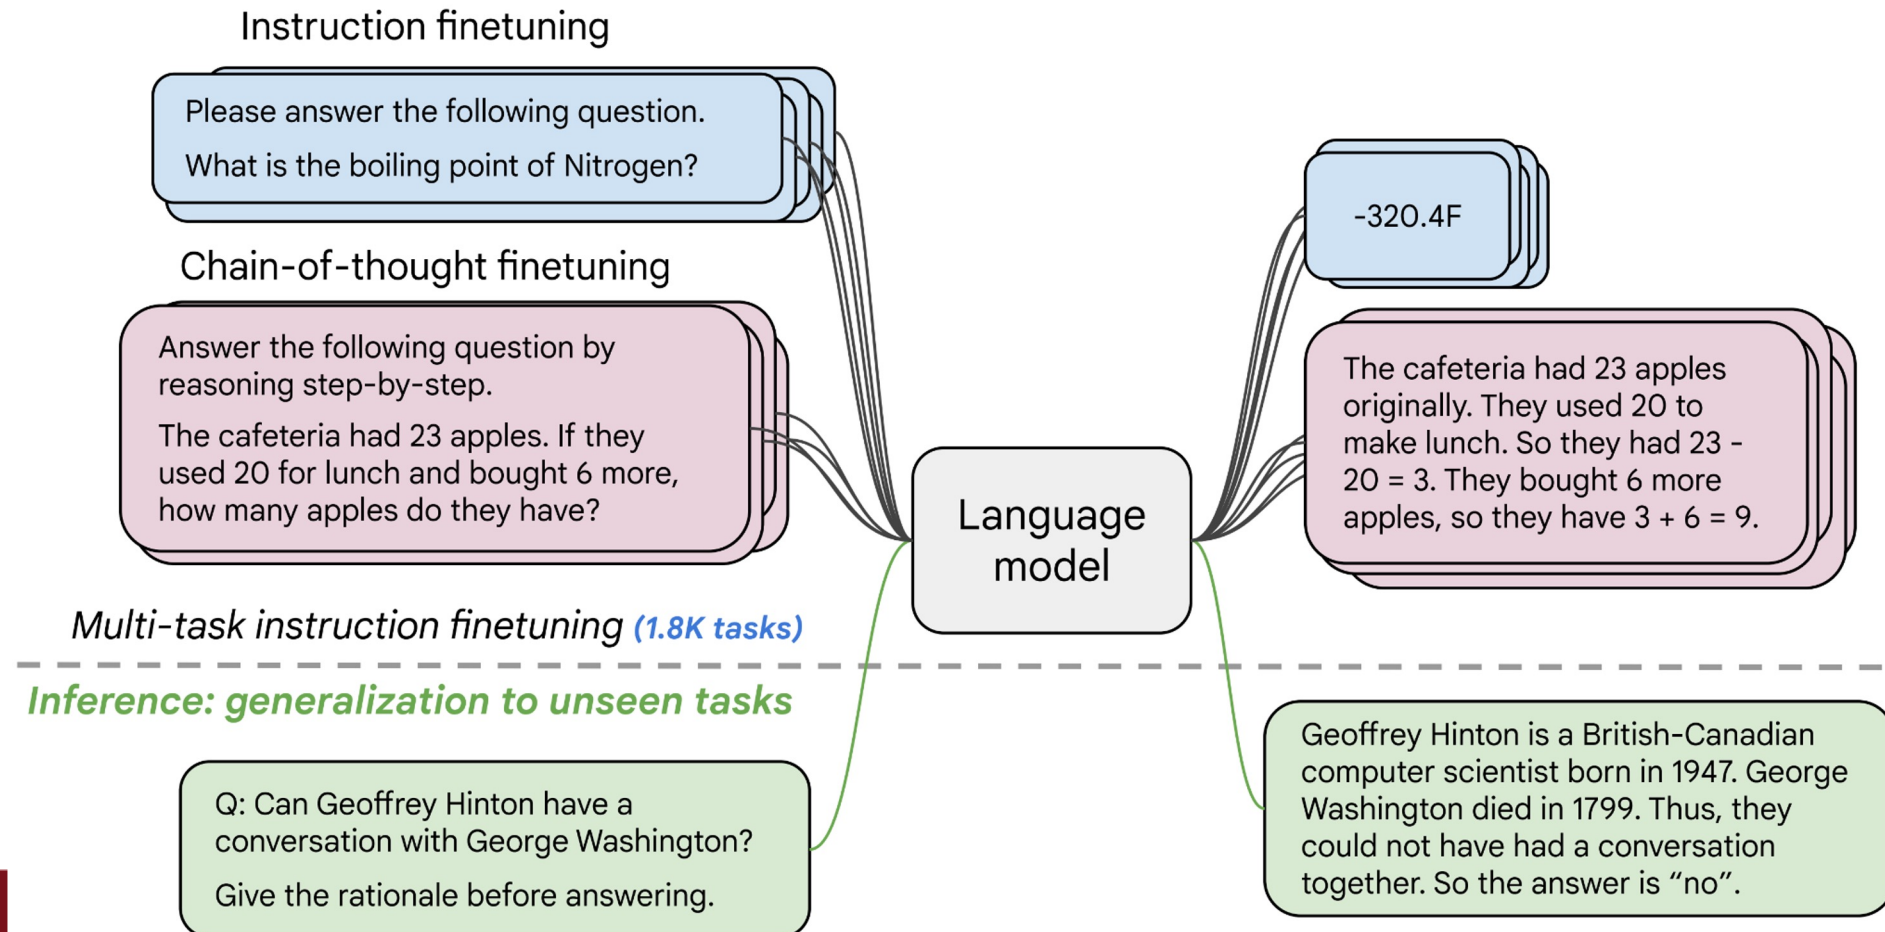 Instruction finetuning
Please answer the following question.
What is the boiling point of Nitrogen?
-320.4F
Chain-of-thought finetuning
Answer the following question by
reasoning step-by-step.
The cafeteria had 23 apples. If they
used 20 for lunch and bought 6 more,
how many apples do they have?
Language
model
The cafeteria had 23 apples
originally. They used 20 to
make lunch. So they had 23 -
20 = 3. They bought 6 more
apples, so they have 3 + 6 = 9.
Multi-task instruction finetuning (1.8K tasks)
Inference: generalization to unseen tasks
Q: Can Geoffrey Hinton have a
conversation with George Washington?
Give the rationale before answering.
Geoffrey Hinton is a British-Canadian
computer scientist born in 1947. George
Washington died in 1799. Thus, they
could not have had a conversation
together. So the answer is “no”.